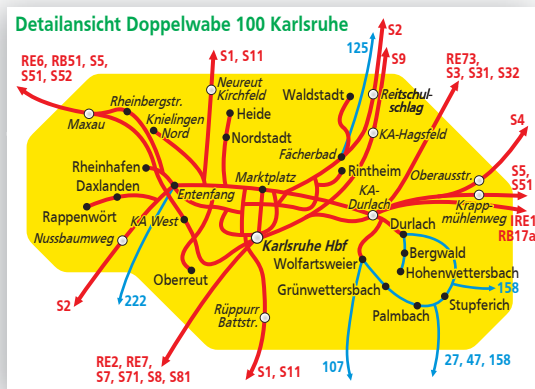 Detailansicht Doppelwabe 100 Karlsruhe
RE6, RB51, S5,
S51, S52
S1, S11
125
S2
S9
RE73,
S3, S31, S32
Neureut
Kirchfeld
Waldstadt
Reitschul-
schlag
Rheinbergstr.
Maxau
Knielingen
Nord
Heide
Nordstadt
KA-Hagsfeld
S4
Fächerbad
Rheinhafen
Daxlanden
Entenfang
Marktplatz
Rintheim
KA-
Durlach
Oberausstr.
S5,
S51
Rappenwört
KA West
Krapp-
mühlenweg
IRE1
RB17a
Nussbaumweg
Karlsruhe Hbf
Durlach
Wolfartsweier
Bergwald
Hohenwettersbach
Oberreut
Grünwettersbach
158
S2
222
Rüppurr
Battstr.
Palmbach
Stupferich
RE2, RE7,
S7, S71, S8, S81
S1, S11
107
27, 47, 158